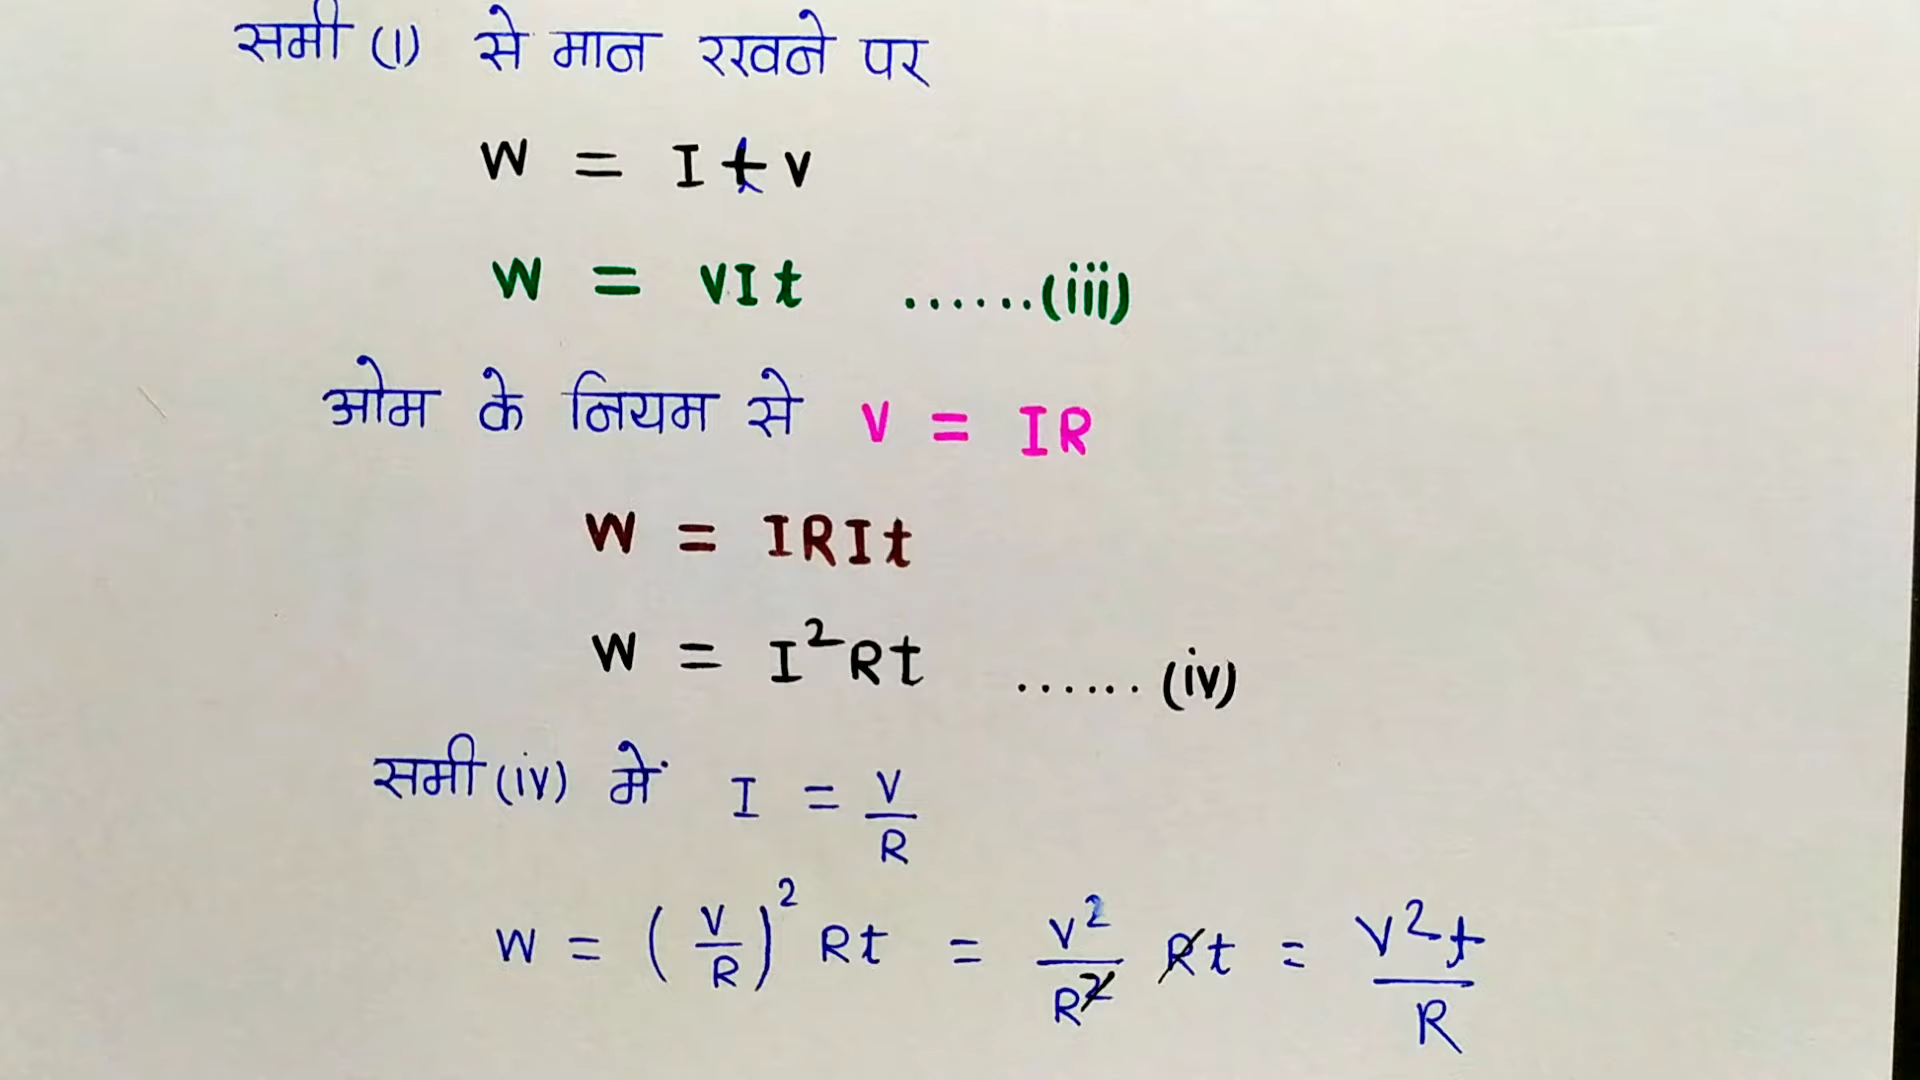 समी (1) से मान रखने पर
W = I t V
W = VIt ......(iii)
ओम के नियम से V = IR
W = IRIt
W = I²Rt ...... (iv)
समी (iv) में I = V/R
W = (V/R)² Rt = V²/R² Rt = V²t/R